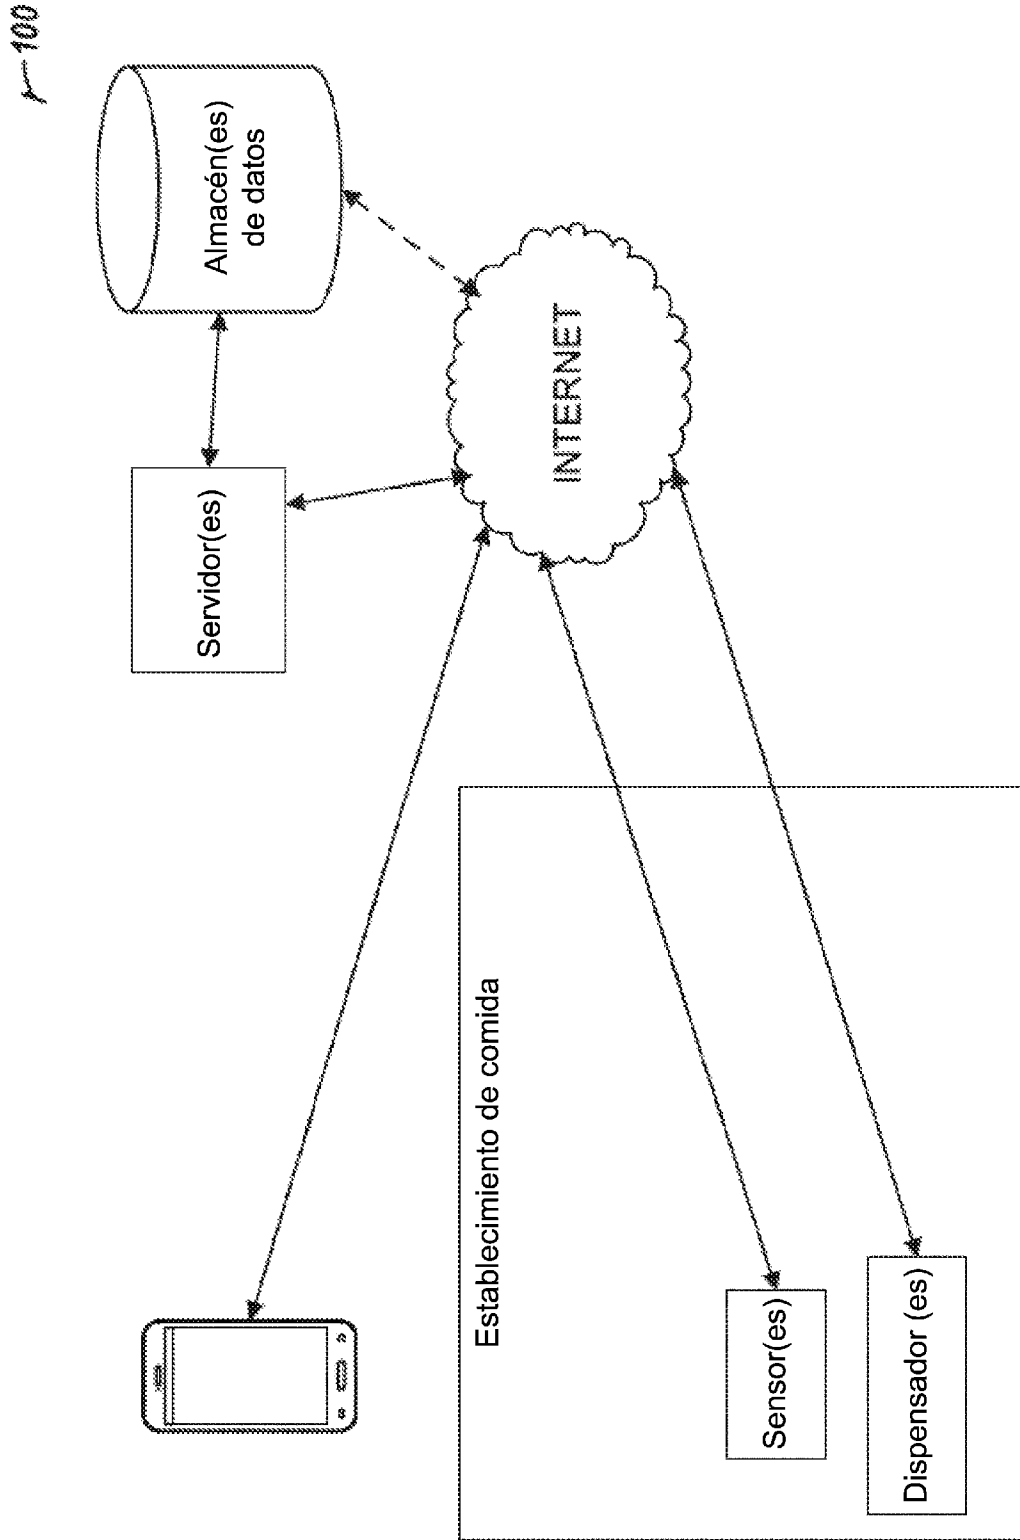 100
Almacén(es)
de datos
Servidor(es)
INTERNET
Establecimiento de comida
Sensor(es)
Dispensador (es)